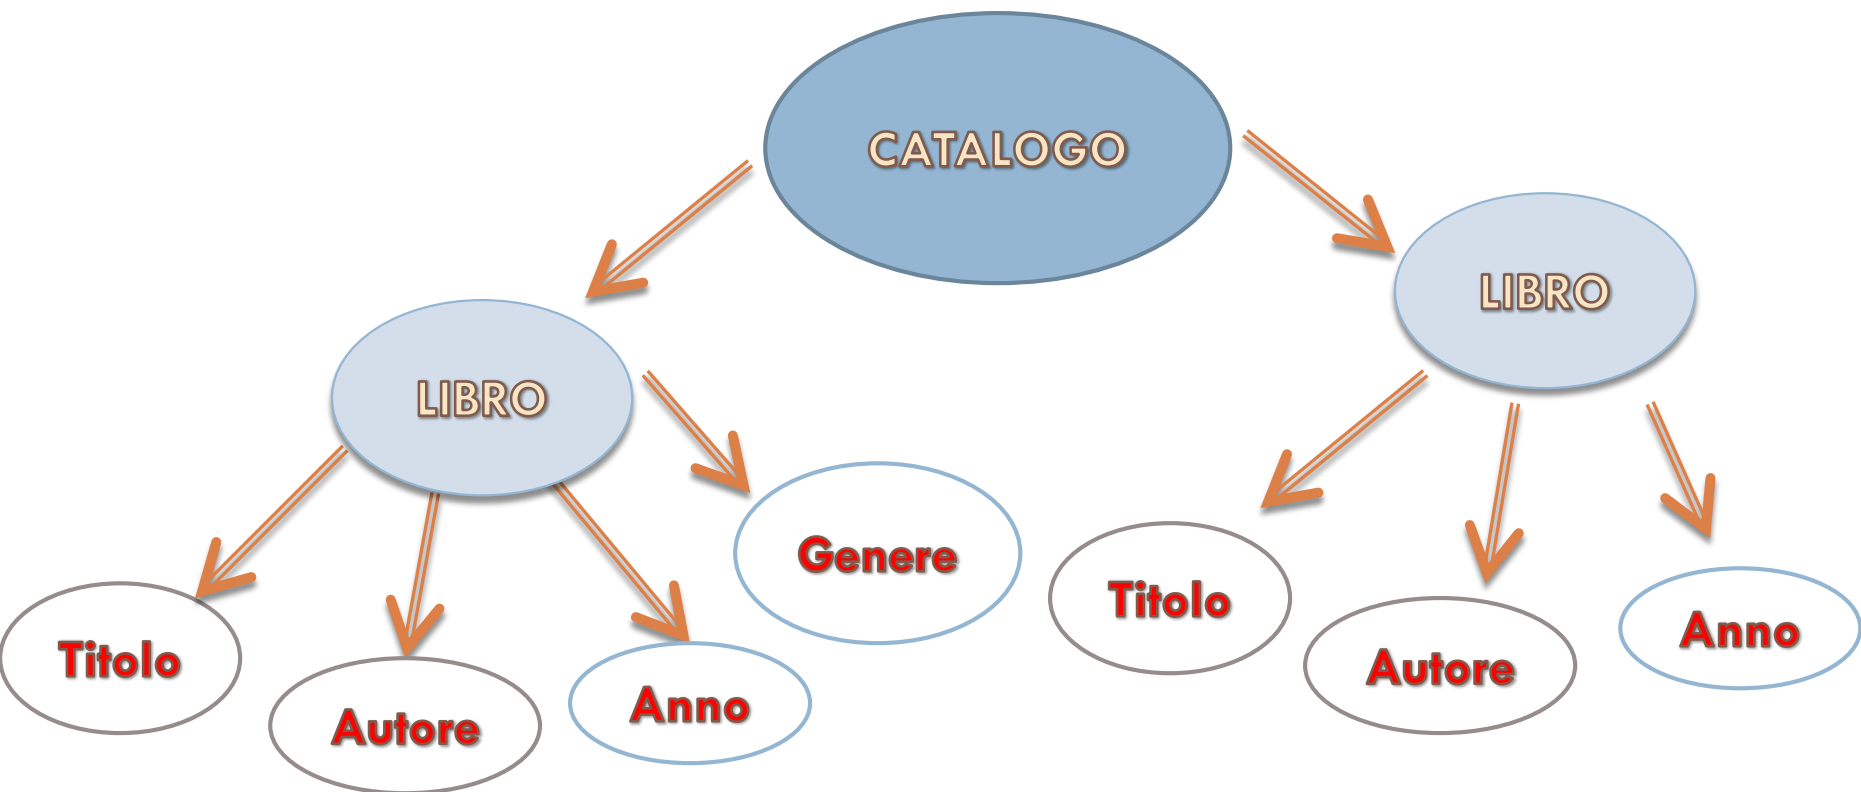 CATALOGO
LIBRO
LIBRO
Genere
Titolo
Autore
Anno
Titolo
Autore
Anno